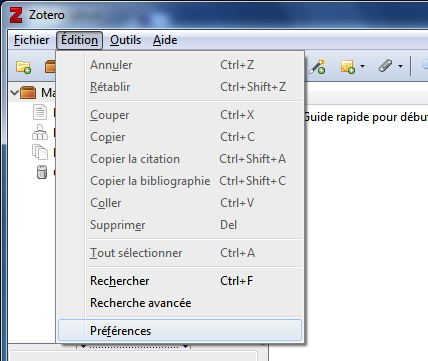 Zotero
Fichier Édition Outils Aide
Annuler Ctrl+Z
Rétablir Ctrl+Shift+Z
Couper Ctrl+X
Copier Ctrl+C
Copier la citation Ctrl+Shift+A
Copier la bibliographie Ctrl+Shift+C
Coller Ctrl+V
Supprimer Del
Tout sélectionner Ctrl+A
Rechercher Ctrl+F
Recherche avancée
Préférences
Ma
Guide rapide pour débu